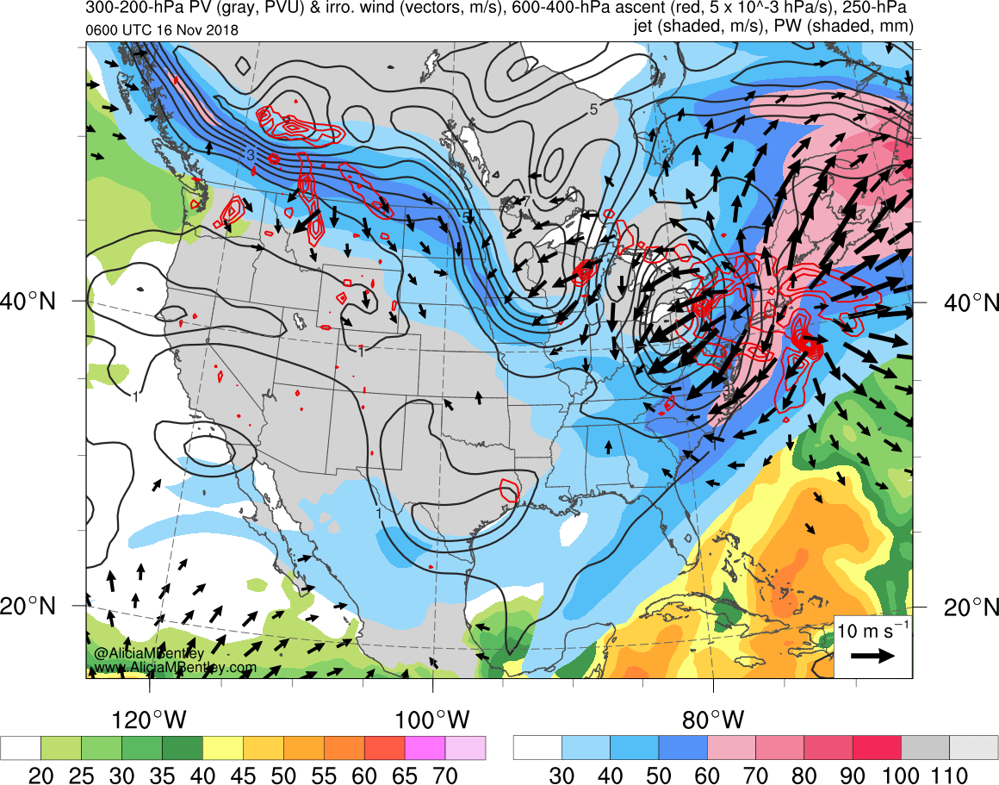 300-200-hPa PV (gray, PVU) & irro. wind (vectors, m/s), 600-400-hPa ascent (red, 5 x 10^-3 hPa/s), 250-hPa
jet (shaded, m/s), PW (shaded, mm)
0600 UTC 16 Nov 2018
5
3
5
40°N
40°N
1
1
1
20°N
20°N
10 m s⁻¹
@AliciaMBentley
www.AliciaMBentley.com
120°W 100°W 80°W
20 25 30 35 40 45 50 55 60 65 70
30 40 50 60 70 80 90 100 110